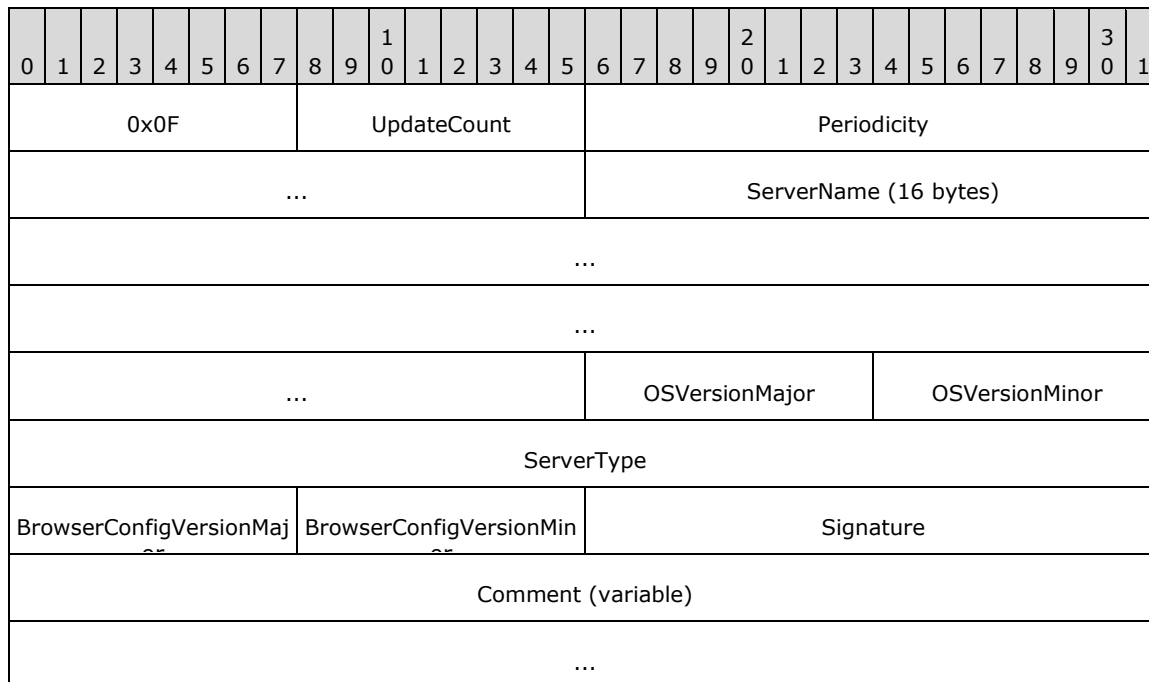 1 2 3
0 1 2 3 4 5 6 7 8 9 0 1 2 3 4 5 6 7 8 9 0 1 2 3 4 5 6 7 8 9 0 1
0x0F UpdateCount Periodicity
... ServerName (16 bytes)
...
...
... OSVersionMajor OSVersionMinor
ServerType
BrowserConfigVersionMaj BrowserConfigVersionMin Signature
or or
Comment (variable)
...